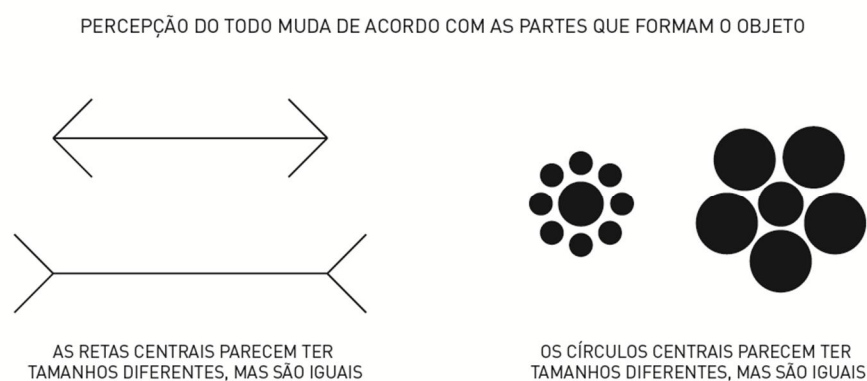 PERCEPÇÃO DO TODO MUDA DE ACORDO COM AS PARTES QUE FORMAM O OBJETO
AS RETAS CENTRAIS PARECEM TER
TAMANHOS DIFERENTES, MAS SÃO IGUAIS
OS CÍRCULOS CENTRAIS PARECEM TER
TAMANHOS DIFERENTES, MAS SÃO IGUAIS